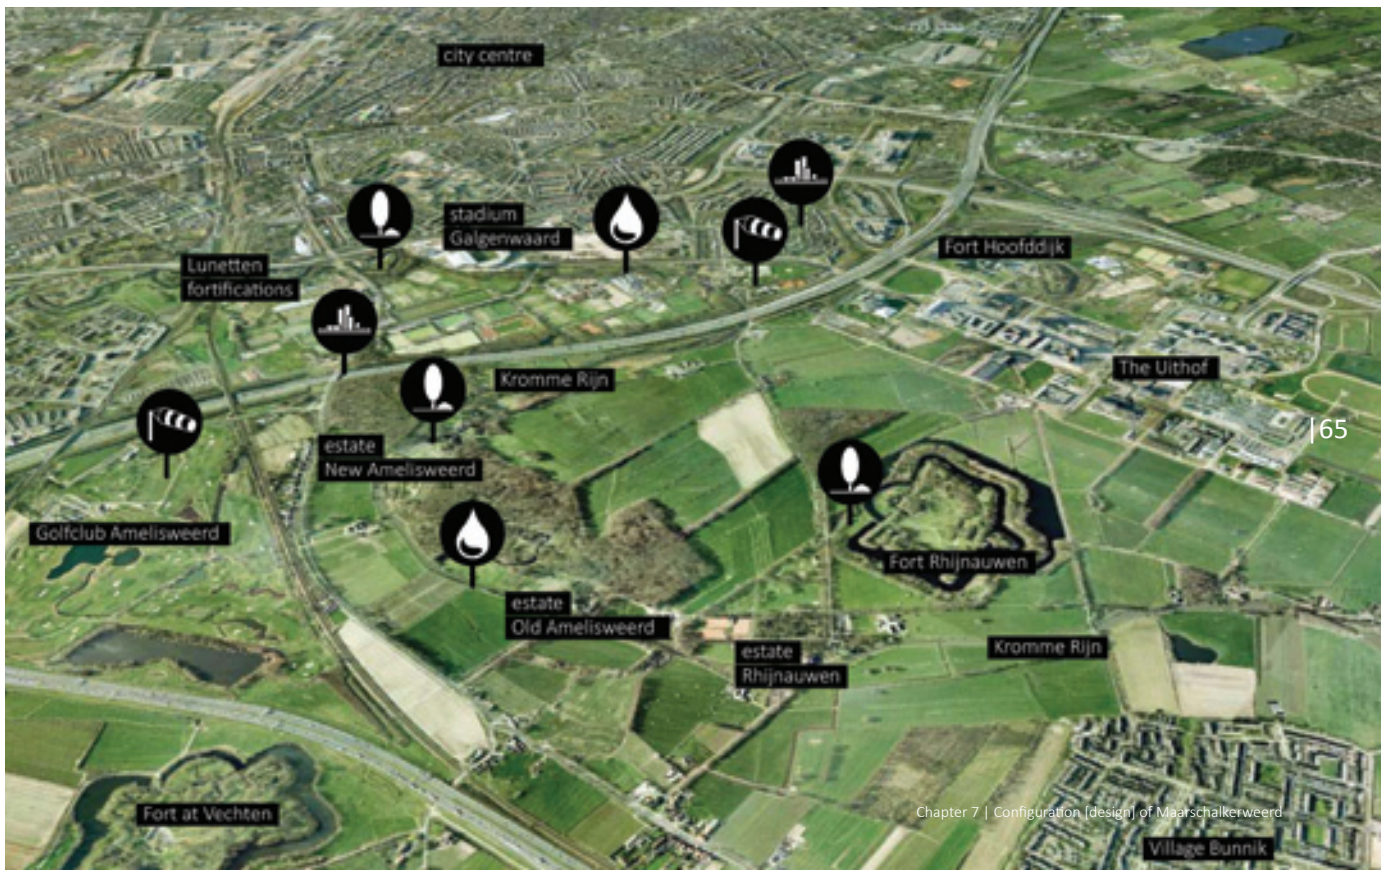 city centre
stadium
Galgenwaard
Lunetten
fortifications
Fort Hoofddijk
The Uithof
Kromme Rijn
|65
estate
New Amelisweerd
Golfclub Amelisweerd
Fort Rhijnauwen
estate
Old Amelisweerd
estate
Rhijnauwen
Kromme Rijn
Fort at Vechten
Chapter 7 | Configuration [design] of Maarschalkerweerd
Village Bunnik